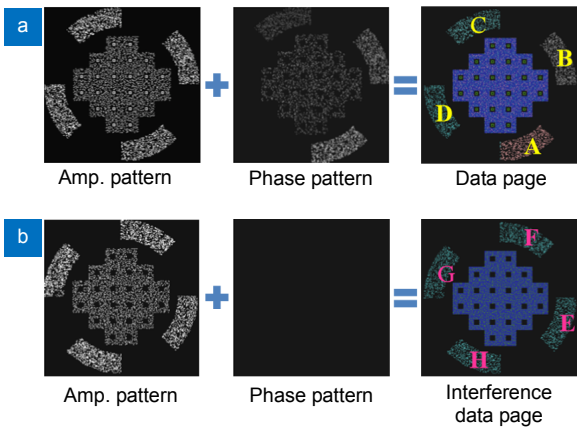 a
C
B
D
A
Amp. pattern
Phase pattern
Data page
b
F
G
E
H
Amp. pattern
Phase pattern
Interference
data page